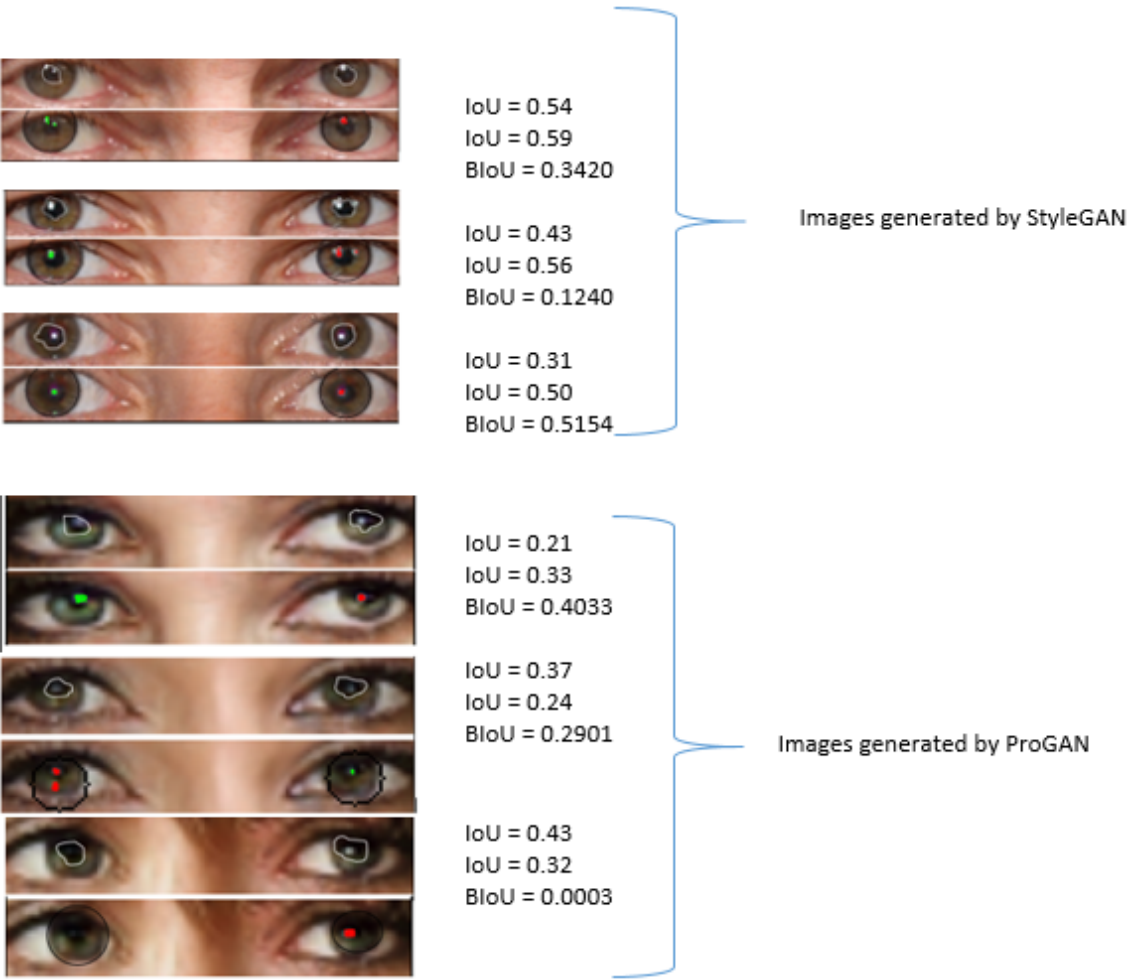 IoU = 0.54
IoU = 0.59
BIoU = 0.3420
IoU = 0.43
IoU = 0.56
BIoU = 0.1240
IoU = 0.31
IoU = 0.50
BIoU = 0.5154
Images generated by StyleGAN
IoU = 0.21
IoU = 0.33
BIoU = 0.4033
IoU = 0.37
IoU = 0.24
BIoU = 0.2901
IoU = 0.43
IoU = 0.32
BIoU = 0.0003
Images generated by ProGAN